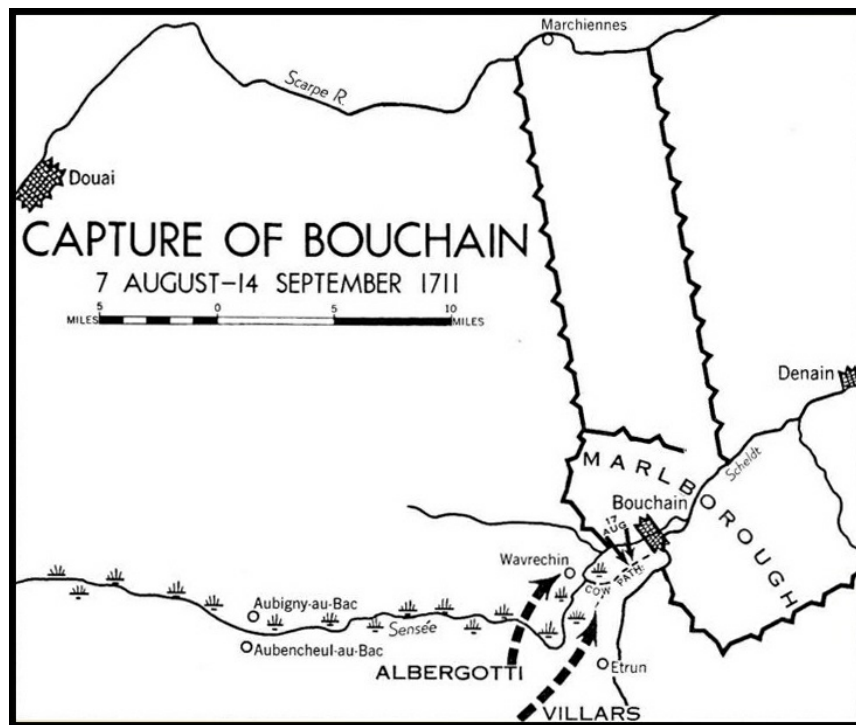 Marchiennes
Scarpe R.
Douai
CAPTURE OF BOUCHAIN
7 AUGUST–14 SEPTEMBER 1711
5 0 5 10
MILES MILES
Denain
MARLBOROUGH
Scheldt
Bouchain
17
AUG
Wavrechin
COW PATH
Aubigny-au-Bac
Sensée
Aubencheul-au-Bac
ALBERGOTTI
Etrun
VILLARS